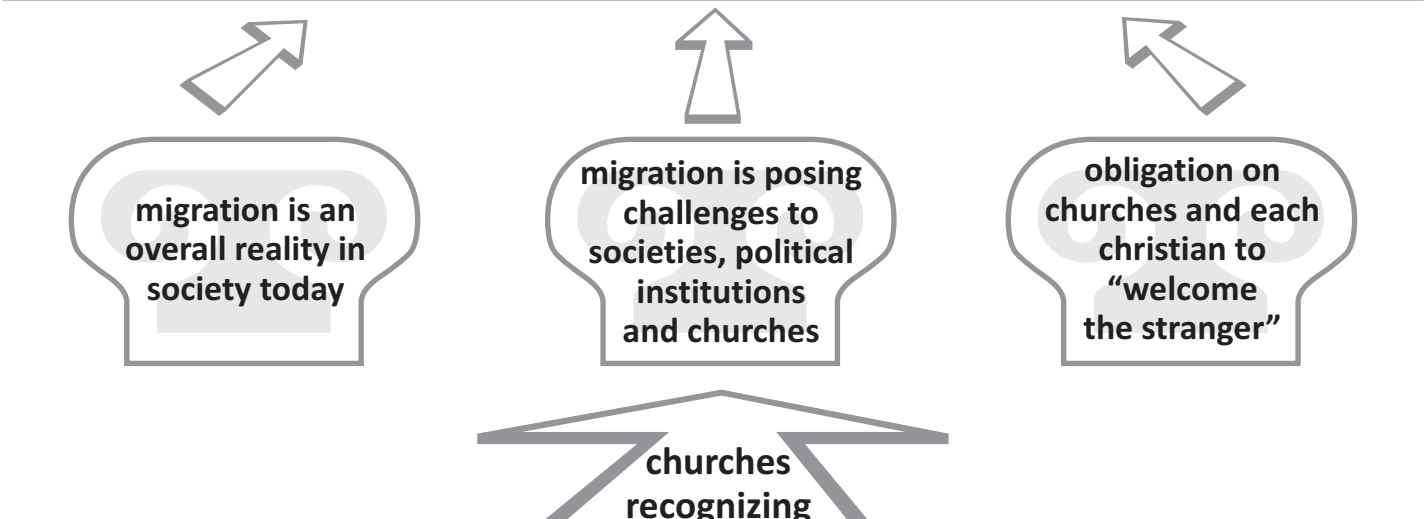 migration is an
overall reality in
society today
migration is posing
challenges to
societies, political
institutions
and churches
obligation on
churches and each
christian to
“welcome
the stranger”
churches
recognizing